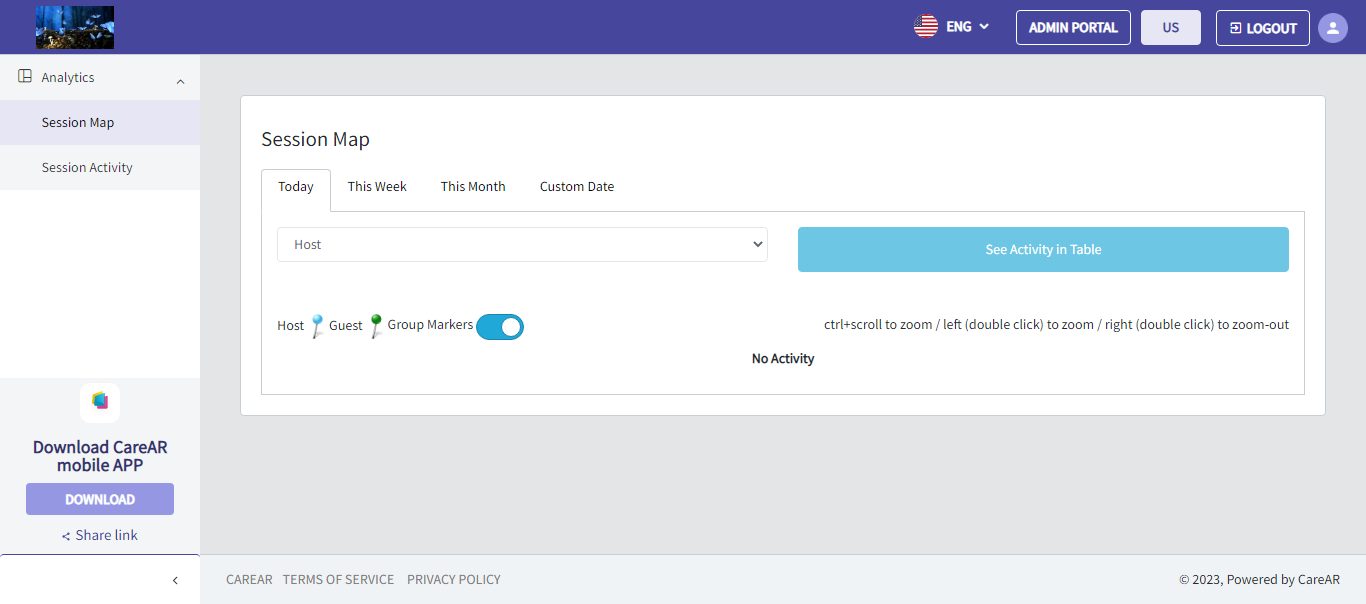 ENG
ADMIN PORTAL
US
LOGOUT
Analytics
Session Map
Session Activity
Session Map
Today
This Week
This Month
Custom Date
Host
See Activity in Table
Host
Guest
Group Markers
ctrl+scroll to zoom / left (double click) to zoom / right (double click) to zoom-out
No Activity
Download CareAR
mobile APP
DOWNLOAD
Share link
CAREAR
TERMS OF SERVICE
PRIVACY POLICY
© 2023, Powered by CareAR